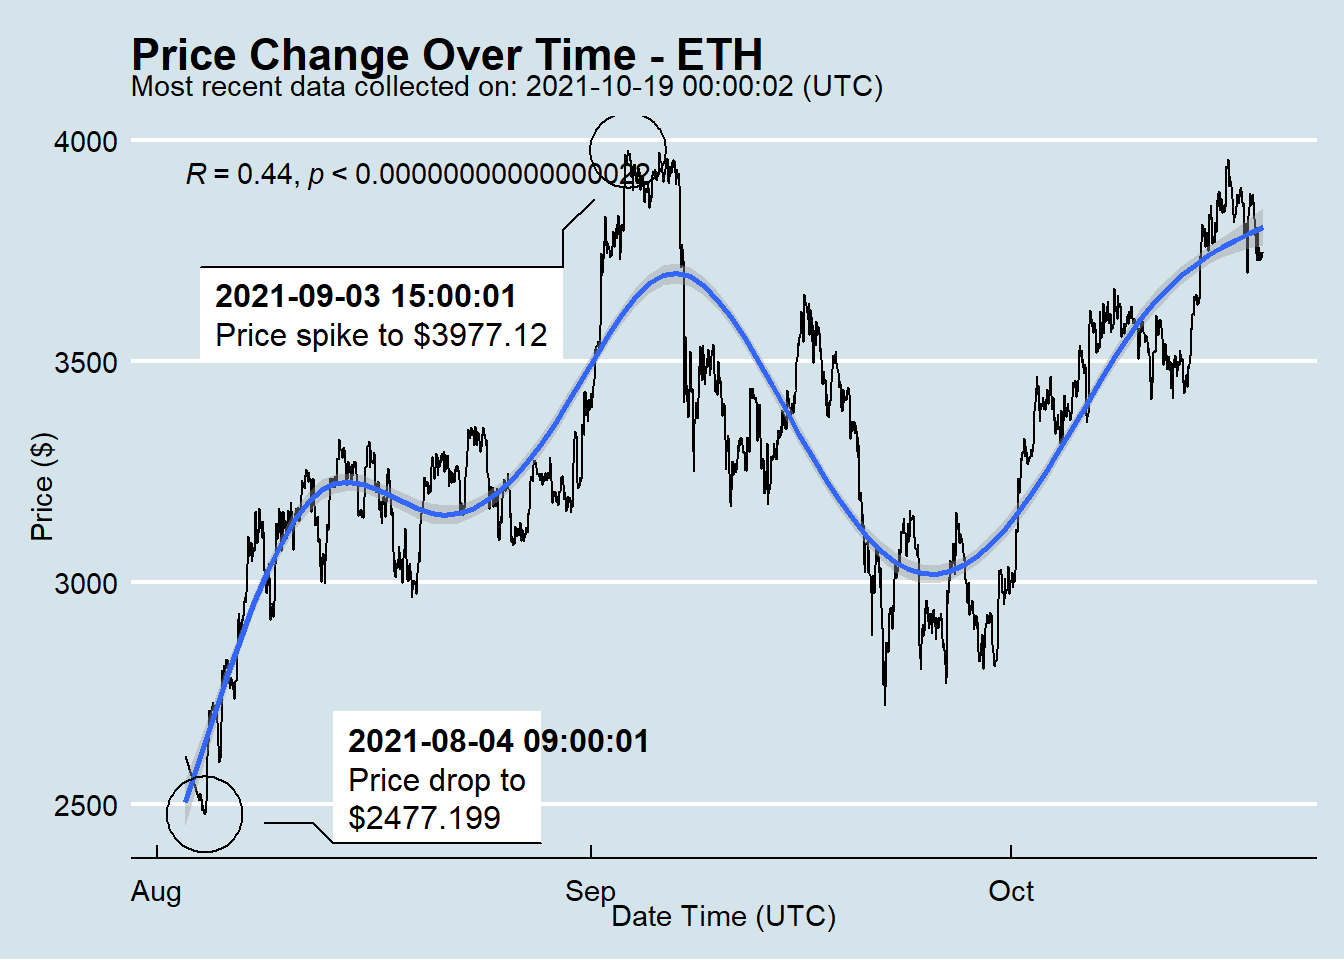 Price Change Over Time - ETH
Most recent data collected on: 2021-10-19 00:00:02 (UTC)
4000
R = 0.44, p < 0.00000000000000022
2021-09-03 15:00:01
Price spike to $3977.12
3500
Price ($)
3000
2021-08-04 09:00:01
Price drop to
$2477.199
2500
Aug Sep Oct
Date Time (UTC)